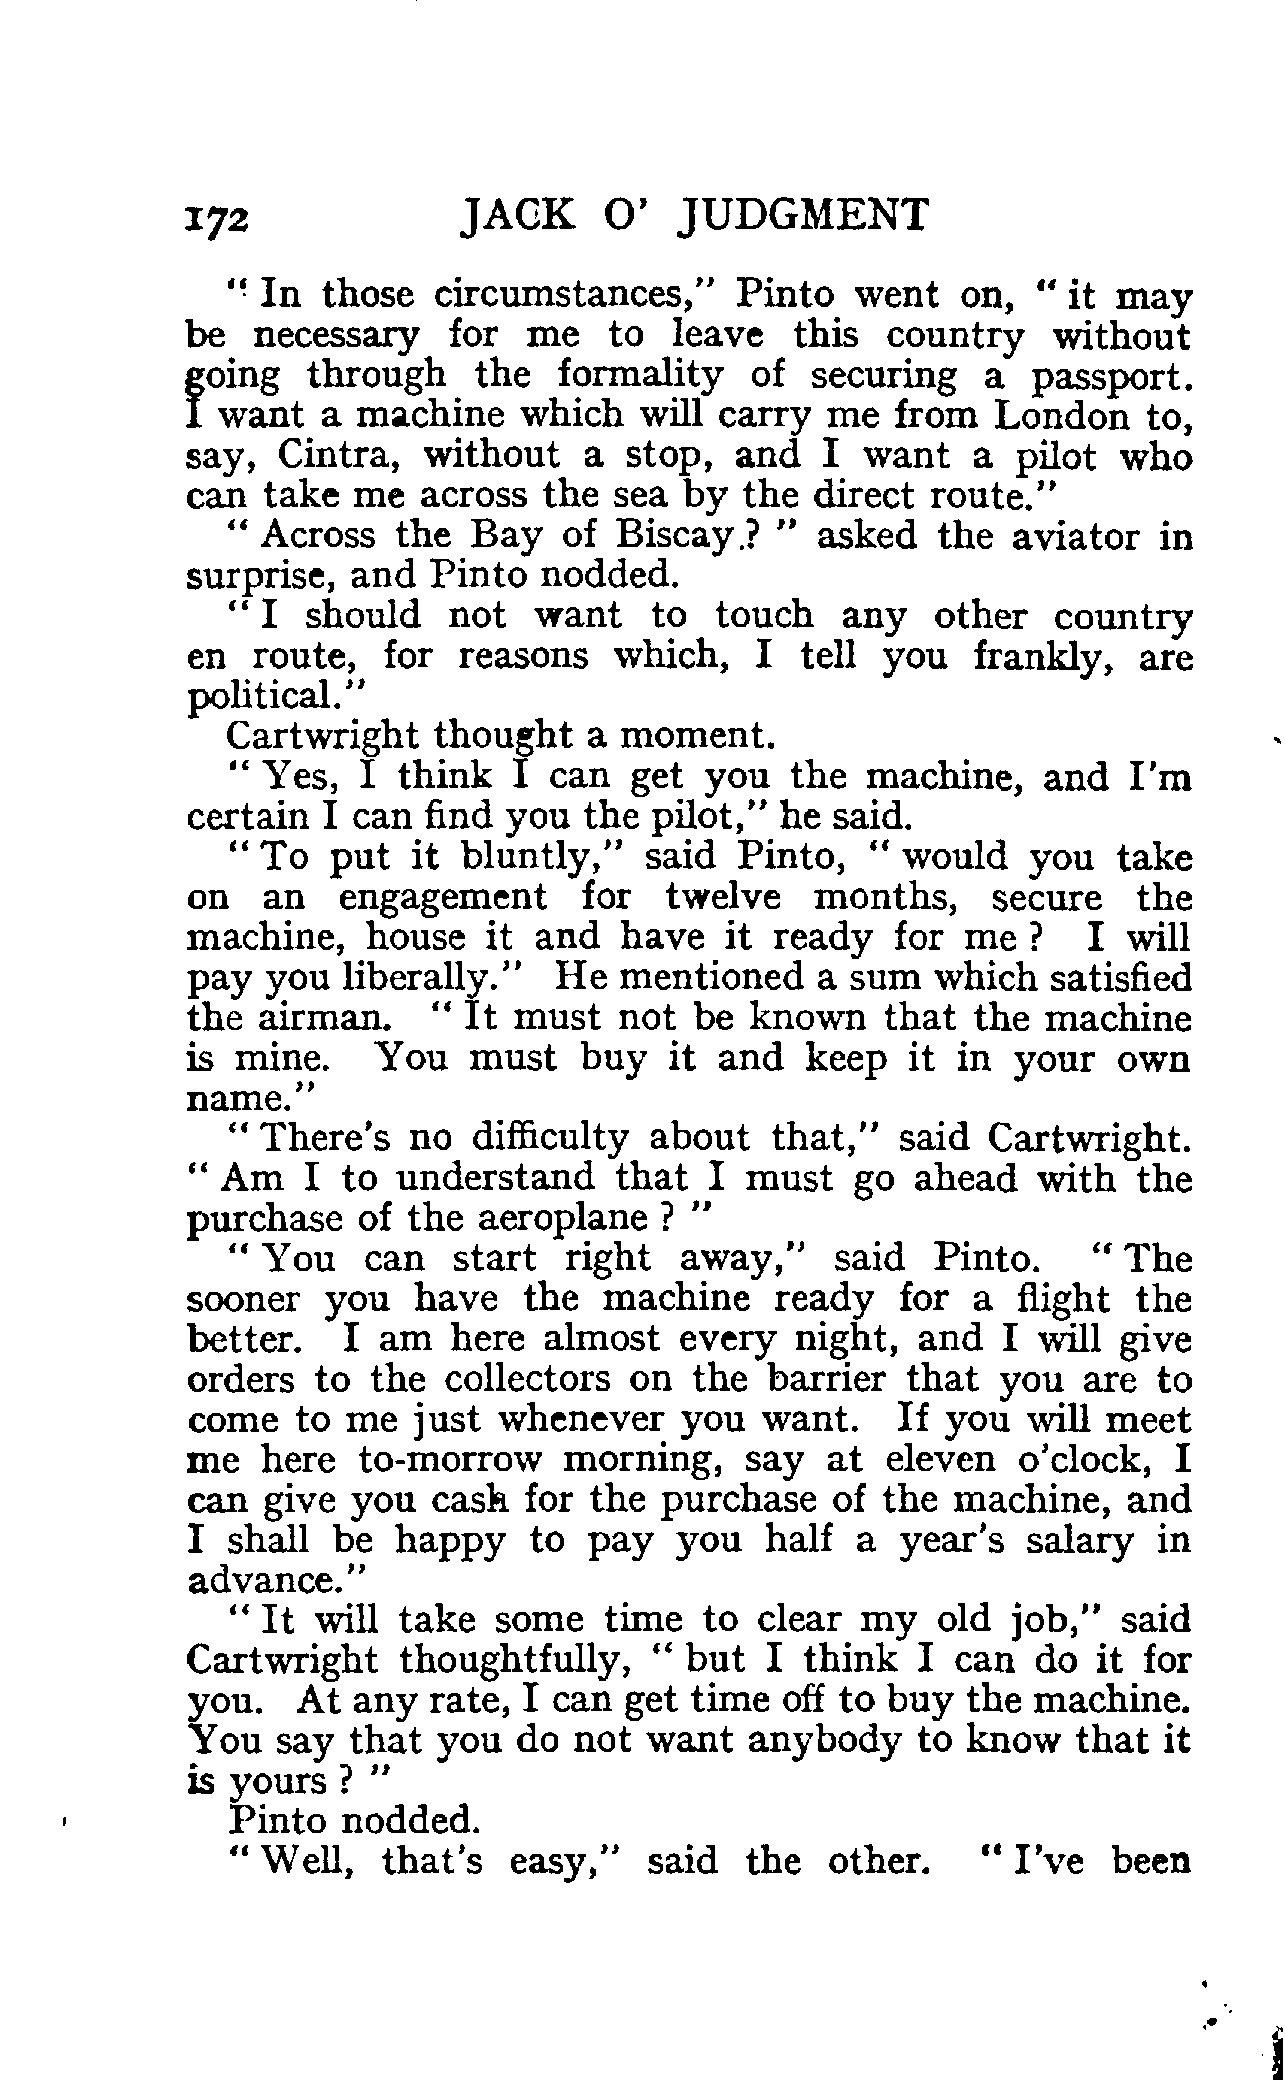 172 JACK O' JUDGMENT
" In those circumstances," Pinto went on, " it may
be necessary for me to leave this country without
going through the formality of securing a passport.
I want a machine which will carry me from London to,
say, Cintra, without a stop, and I want a pilot who
can take me across the sea by the direct route."
" Across the Bay of Biscay.? " asked the aviator in
surprise, and Pinto nodded.
" I should not want to touch any other country
en route, for reasons which, I tell you frankly, are
political."
Cartwright thought a moment.
" Yes, I think I can get you the machine, and I'm
certain I can find you the pilot," he said.
" To put it bluntly," said Pinto, " would you take
on an engagement for twelve months, secure the
machine, house it and have it ready for me ? I will
pay you liberally." He mentioned a sum which satisfied
the airman. " It must not be known that the machine
is mine. You must buy it and keep it in your own
name."
" There's no difficulty about that," said Cartwright.
" Am I to understand that I must go ahead with the
purchase of the aeroplane ? "
" You can start right away," said Pinto. " The
sooner you have the machine ready for a flight the
better. I am here almost every night, and I will give
orders to the collectors on the barrier that you are to
come to me just whenever you want. If you will meet
me here to-morrow morning, say at eleven o'clock, I
can give you cash for the purchase of the machine, and
I shall be happy to pay you half a year's salary in
advance."
" It will take some time to clear my old job," said
Cartwright thoughtfully, " but I think I can do it for
you. At any rate, I can get time off to buy the machine.
You say that you do not want anybody to know that it
is yours ? "
Pinto nodded.
" Well, that's easy," said the other. " I've been